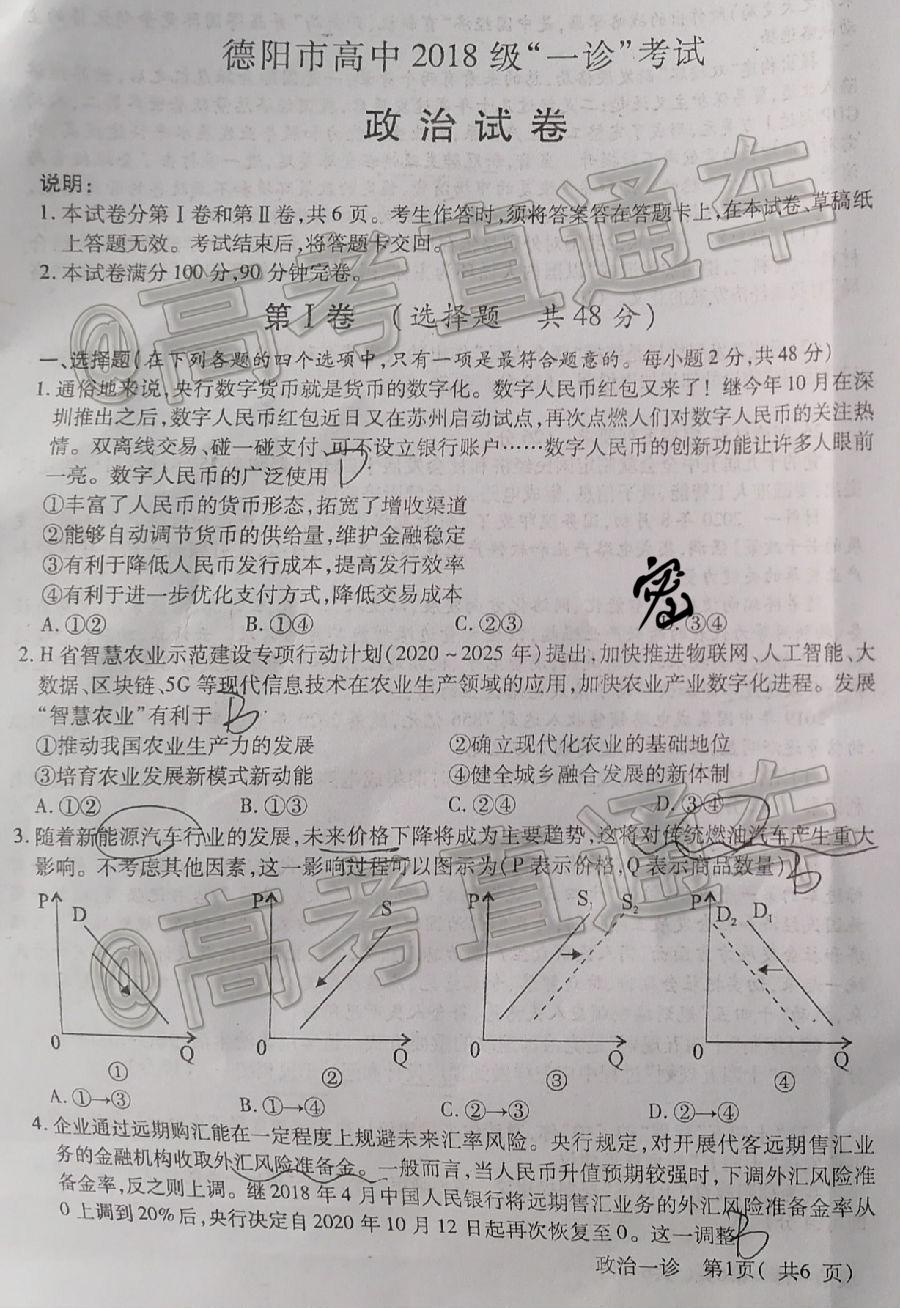 德阳市高中2018级“一诊”考试
政治试卷
说明：
1.本试卷分第Ⅰ卷和第Ⅱ卷，共6页。考生作答时，须将答案答在答题卡上，在本试卷、草稿纸
上答题无效。考试结束后，将答题卡交回。
2.本试卷满分100分，90分钟完卷。
第Ⅰ卷 （选择题 共48分）
一、选择题（在下列各题的四个选项中，只有一项是最符合题意的。每小题2分，共48分）
1.通俗地来说，央行数字货币就是货币的数字化。数字人民币红包又来了！继今年10月在深
圳推出之后，数字人民币红包近日又在苏州启动试点，再次点燃人们对数字人民币的关注热
情。双离线交易、碰一碰支付、可不设立银行账户……数字人民币的创新功能让许多人眼前
一亮。数字人民币的广泛使用 D
①丰富了人民币的货币形态，拓宽了增收渠道
②能够自动调节货币的供给量，维护金融稳定
③有利于降低人民币发行成本，提高发行效率
④有利于进一步优化支付方式，降低交易成本
A.①② B.①④ C.②③ D.③④
密
2.H省智慧农业示范建设专项行动计划（2020～2025年）提出，加快推进物联网、人工智能、大
数据、区块链、5G等现代信息技术在农业生产领域的应用，加快农业产业数字化进程。发展
“智慧农业”有利于 B
①推动我国农业生产力的发展 ②确立现代化农业的基础地位
③培育农业发展新模式新动能 ④健全城乡融合发展的新体制
A.①② B.①③ C.②④ D.③④
3.随着新能源汽车行业的发展，未来价格下降将成为主要趋势，这将对传统燃油汽车产生重大
影响。不考虑其他因素，这一影响过程可以图示为（P表示价格，Q表示商品数量） B
P D 0 Q ①
P S 0 Q ②
P S₁ S₂ 0 Q ③
P D₂ D₁ 0 Q ④
A.①→③ B.①→④ C.②→③ D.②→④
4.企业通过远期购汇能在一定程度上规避未来汇率风险。央行规定，对开展代客远期售汇业
务的金融机构收取外汇风险准备金。一般而言，当人民币升值预期较强时，下调外汇风险准
备金率，反之则上调。继2018年4月中国人民银行将远期售汇业务的外汇风险准备金率从
0上调到20%后，央行决定自2020年10月12日起再次恢复至0。这一调整 B
政治一诊 第1页（共6页）
@高考直通车
@高考直通车